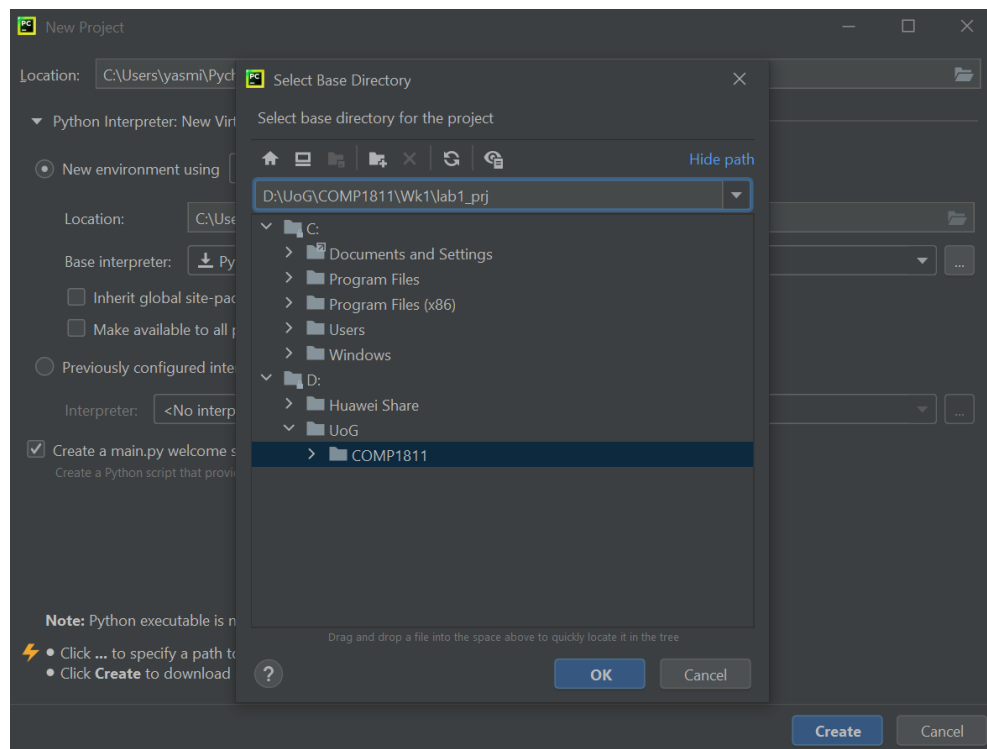 New Project
Location: C:\Users\yasmi\Pych
Select Base Directory
Select base directory for the project
Python Interpreter: New Virt
Hide path
New environment using
D:\UoG\COMP1811\Wk1\lab1_prj
Location: C:\Use
C:
Documents and Settings
Base interpreter: Py
...
Program Files
Inherit global site-pac
Program Files (x86)
Make available to all p
Users
Windows
Previously configured inte
D:
Interpreter: <No interp
...
Huawei Share
UoG
Create a main.py welcome s
COMP1811
Create a Python script that provi
Note: Python executable is n
Drag and drop a file into the space above to quickly locate it in the tree
• Click ... to specify a path to
• Click Create to download
?
OK
Cancel
Create
Cancel